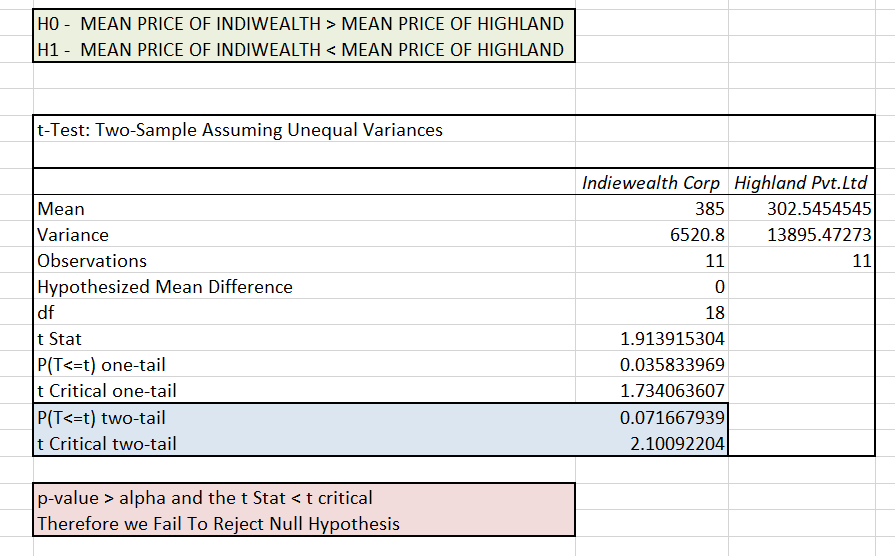 H0 -  MEAN PRICE OF INDIWEALTH > MEAN PRICE OF HIGHLAND
H1 -  MEAN PRICE OF INDIWEALTH < MEAN PRICE OF HIGHLAND
t-Test: Two-Sample Assuming Unequal Variances
Indiewealth Corp Highland Pvt.Ltd
Mean 385 302.5454545
Variance 6520.8 13895.47273
Observations 11 11
Hypothesized Mean Difference 0
df 18
t Stat 1.913915304
P(T<=t) one-tail 0.035833969
t Critical one-tail 1.734063607
P(T<=t) two-tail 0.071667939
t Critical two-tail 2.10092204
p-value > alpha and the t Stat < t critical
Therefore we Fail To Reject Null Hypothesis